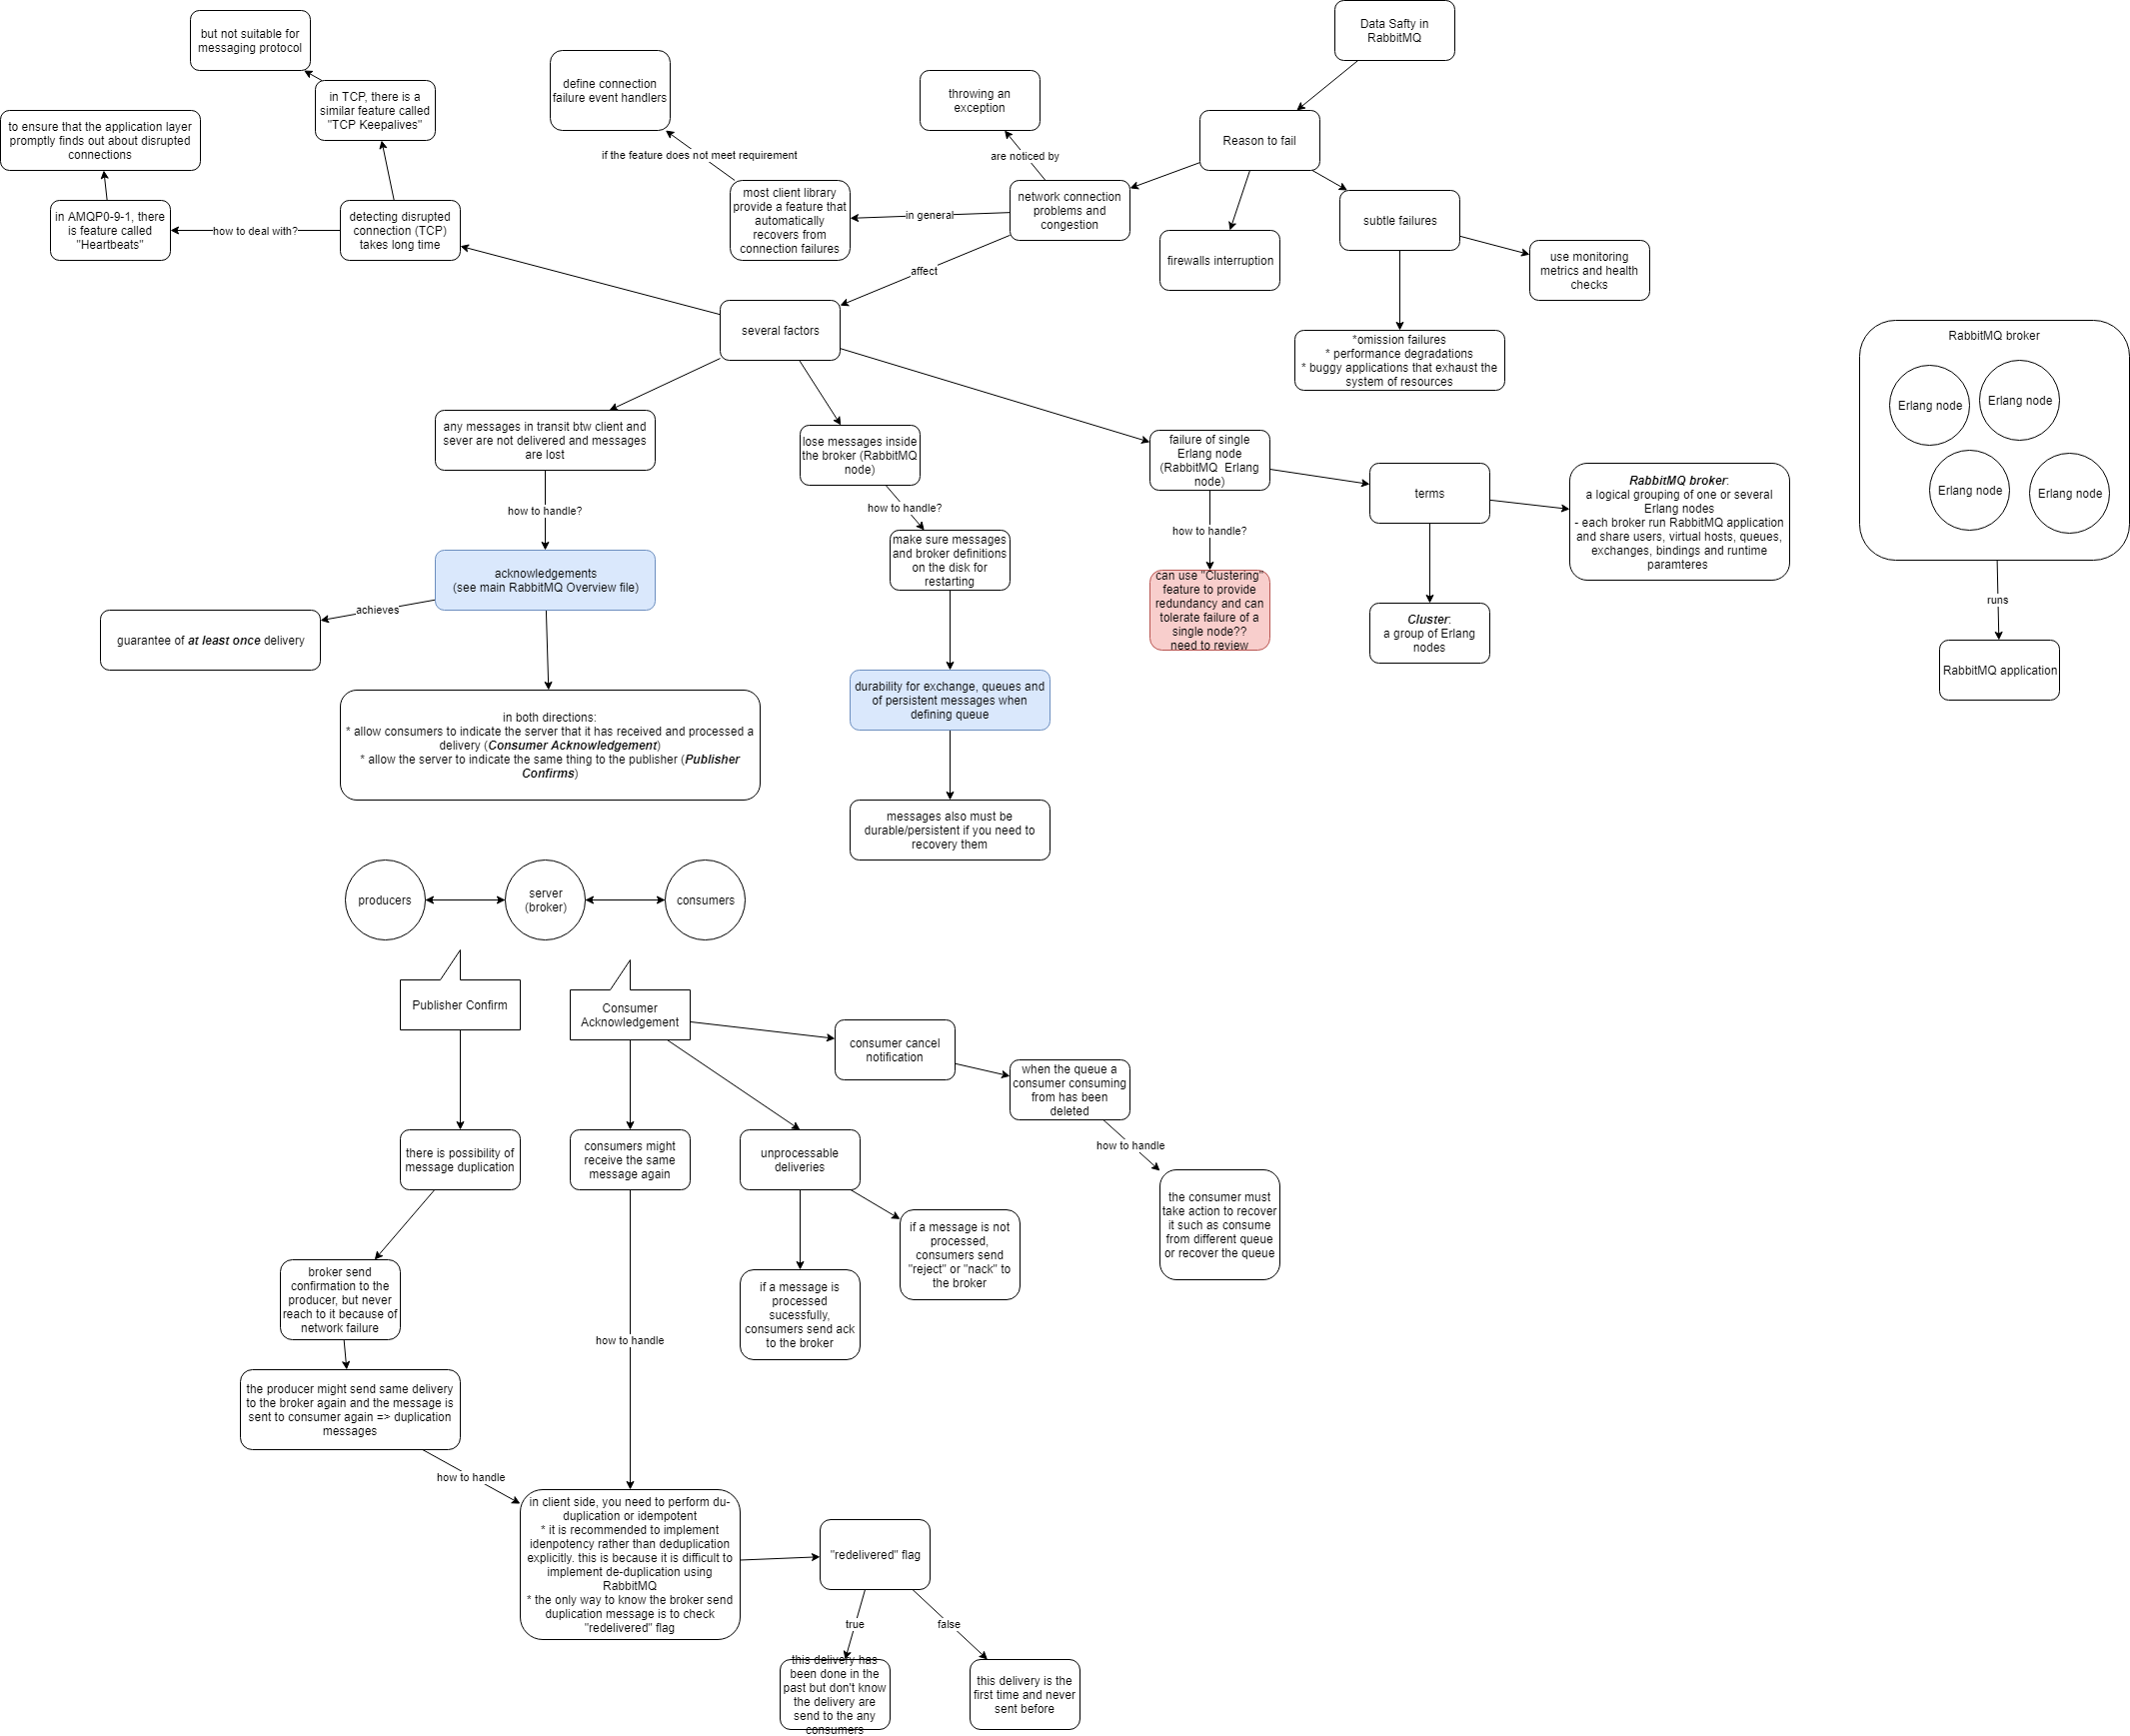 Data Safty in
RabbitMQ
but not suitable for
messaging protocol
define connection
failure event handlers
throwing an
exception
in TCP, there is a
similar feature called
"TCP Keepalives"
to ensure that the application layer
promptly finds out about disrupted
connections
Reason to fail
if the feature does not meet requirement
are noticed by
in AMQP0-9-1, there
is feature called
"Heartbeats"
how to deal with?
detecting disrupted
connection (TCP)
takes long time
most client library
provide a feature that
automatically
recovers from
connection failures
in general
network connection
problems and
congestion
firewalls interruption
subtle failures
use monitoring
metrics and health
checks
affect
several factors
*omission failures
* performance degradations
* buggy applications that exhaust the
system of resources
RabbitMQ broker
Erlang node
Erlang node
Erlang node
Erlang node
any messages in transit btw client and
sever are not delivered and messages
are lost
lose messages inside
the broker (RabbitMQ
node)
failure of single
Erlang node
(RabbitMQ Erlang
node)
terms
RabbitMQ broker:
a logical grouping of one or several
Erlang nodes
- each broker run RabbitMQ application
and share users, virtual hosts, queues,
exchanges, bindings and runtime
paramteres
how to handle?
how to handle?
how to handle?
make sure messages
and broker definitions
on the disk for
restarting
acknowledgements
(see main RabbitMQ Overview file)
can use "Clustering"
feature to provide
redundancy and can
tolerate failure of a
single node??
need to review
Cluster:
a group of Erlang
nodes
runs
RabbitMQ application
achieves
guarantee of at least once delivery
durability for exchange, queues and
of persistent messages when
defining queue
in both directions:
* allow consumers to indicate the server that it has received and processed a
delivery (Consumer Acknowledgement)
* allow the server to indicate the same thing to the publisher (Publisher
Confirms)
messages also must be
durable/persistent if you need to
recovery them
producers
server
(broker)
consumers
Publisher Confirm
Consumer
Acknowledgement
consumer cancel
notification
when the queue a
consumer consuming
from has been
deleted
how to handle
the consumer must
take action to recover
it such as consume
from different queue
or recover the queue
there is possibility of
message duplication
consumers might
receive the same
message again
unprocessable
deliveries
if a message is not
processed,
consumers send
"reject" or "nack" to
the broker
if a message is
processed
sucessfully,
consumers send ack
to the broker
broker send
confirmation to the
producer, but never
reach to it because of
network failure
how to handle
the producer might send same delivery
to the broker again and the message is
sent to consumer again => duplication
messages
how to handle
in client side, you need to perform du-
duplication or idempotent
* it is recommended to implement
idenpotency rather than deduplication
explicitly. this is because it is difficult to
implement de-duplication using
RabbitMQ
* the only way to know the broker send
duplication message is to check
"redelivered" flag
"redelivered" flag
true
false
this delivery has
been done in the
past but don't know
the delivery are
send to the any
consumers
this delivery is the
first time and never
sent before